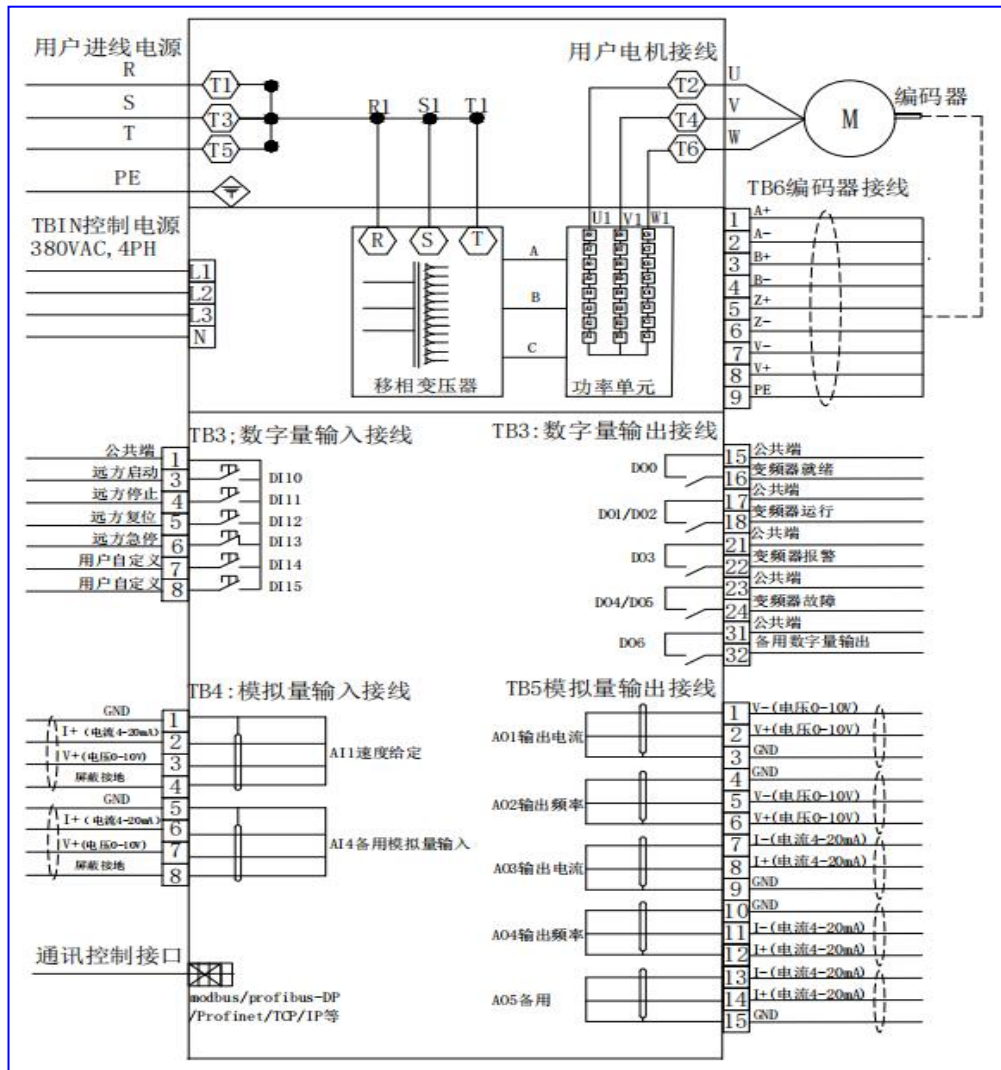 用户进线电源
R
T1
S
T3
T
T5
PE
R1 S1 T1
用户电机接线
T2 U
T4 V
T6 W
M
编码器
TBIN控制电源
380VAC,4PH
L1
L2
L3
N
R S T
移相变压器
A
B
C
U1 V1 W1
功率单元
TB6编码器接线
1 A+
2 A-
3 B+
4 B-
5 Z+
6 Z-
7 V-
8 V+
9 PE
TB3;数字量输入接线
公共端 1
远方启动 3 DI10
远方停止 4 DI11
远方复位 5 DI12
远方急停 6 DI13
用户自定义 7 DI14
用户自定义 8 DI15
TB3:数字量输出接线
DO0
15 公共端
16 变频器就绪
DO1/DO2
17 公共端
18 变频器运行
DO3
21 公共端
22 变频器报警
DO4/DO5
23 公共端
24 变频器故障
DO6
31 公共端
32 备用数字量输出
TB4:模拟量输入接线
GND 1
I+(电流4-20mA) 2
V+(电压0-10V) 3
屏蔽接地 4
AI1速度给定
GND 5
I+(电流4-20mA) 6
V+(电压0-10V) 7
屏蔽接地 8
AI4备用模拟量输入
TB5模拟量输出接线
AO1输出电流
1 V-(电压0-10V)
2 V+(电压0-10V)
3 GND
AO2输出频率
4 GND
5 V-(电压0-10V)
6 V+(电压0-10V)
AO3输出电流
7 I-(电流4-20mA)
8 I+(电流4-20mA)
9 GND
AO4输出频率
10 GND
11 I-(电流4-20mA)
12 I+(电流4-20mA)
AO5备用
13 I-(电流4-20mA)
14 I+(电流4-20mA)
15 GND
通讯控制接口
modbus/profibus-DP
/Profinet/TCP/IP等